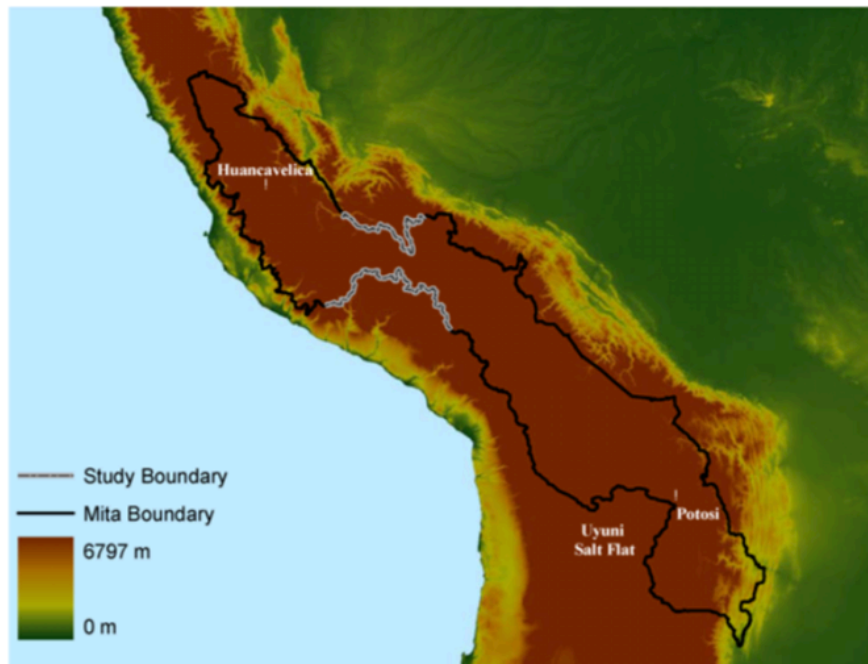 Huancavelica
Study Boundary
Mita Boundary
6797 m
0 m
Potosi
Uyuni
Salt Flat